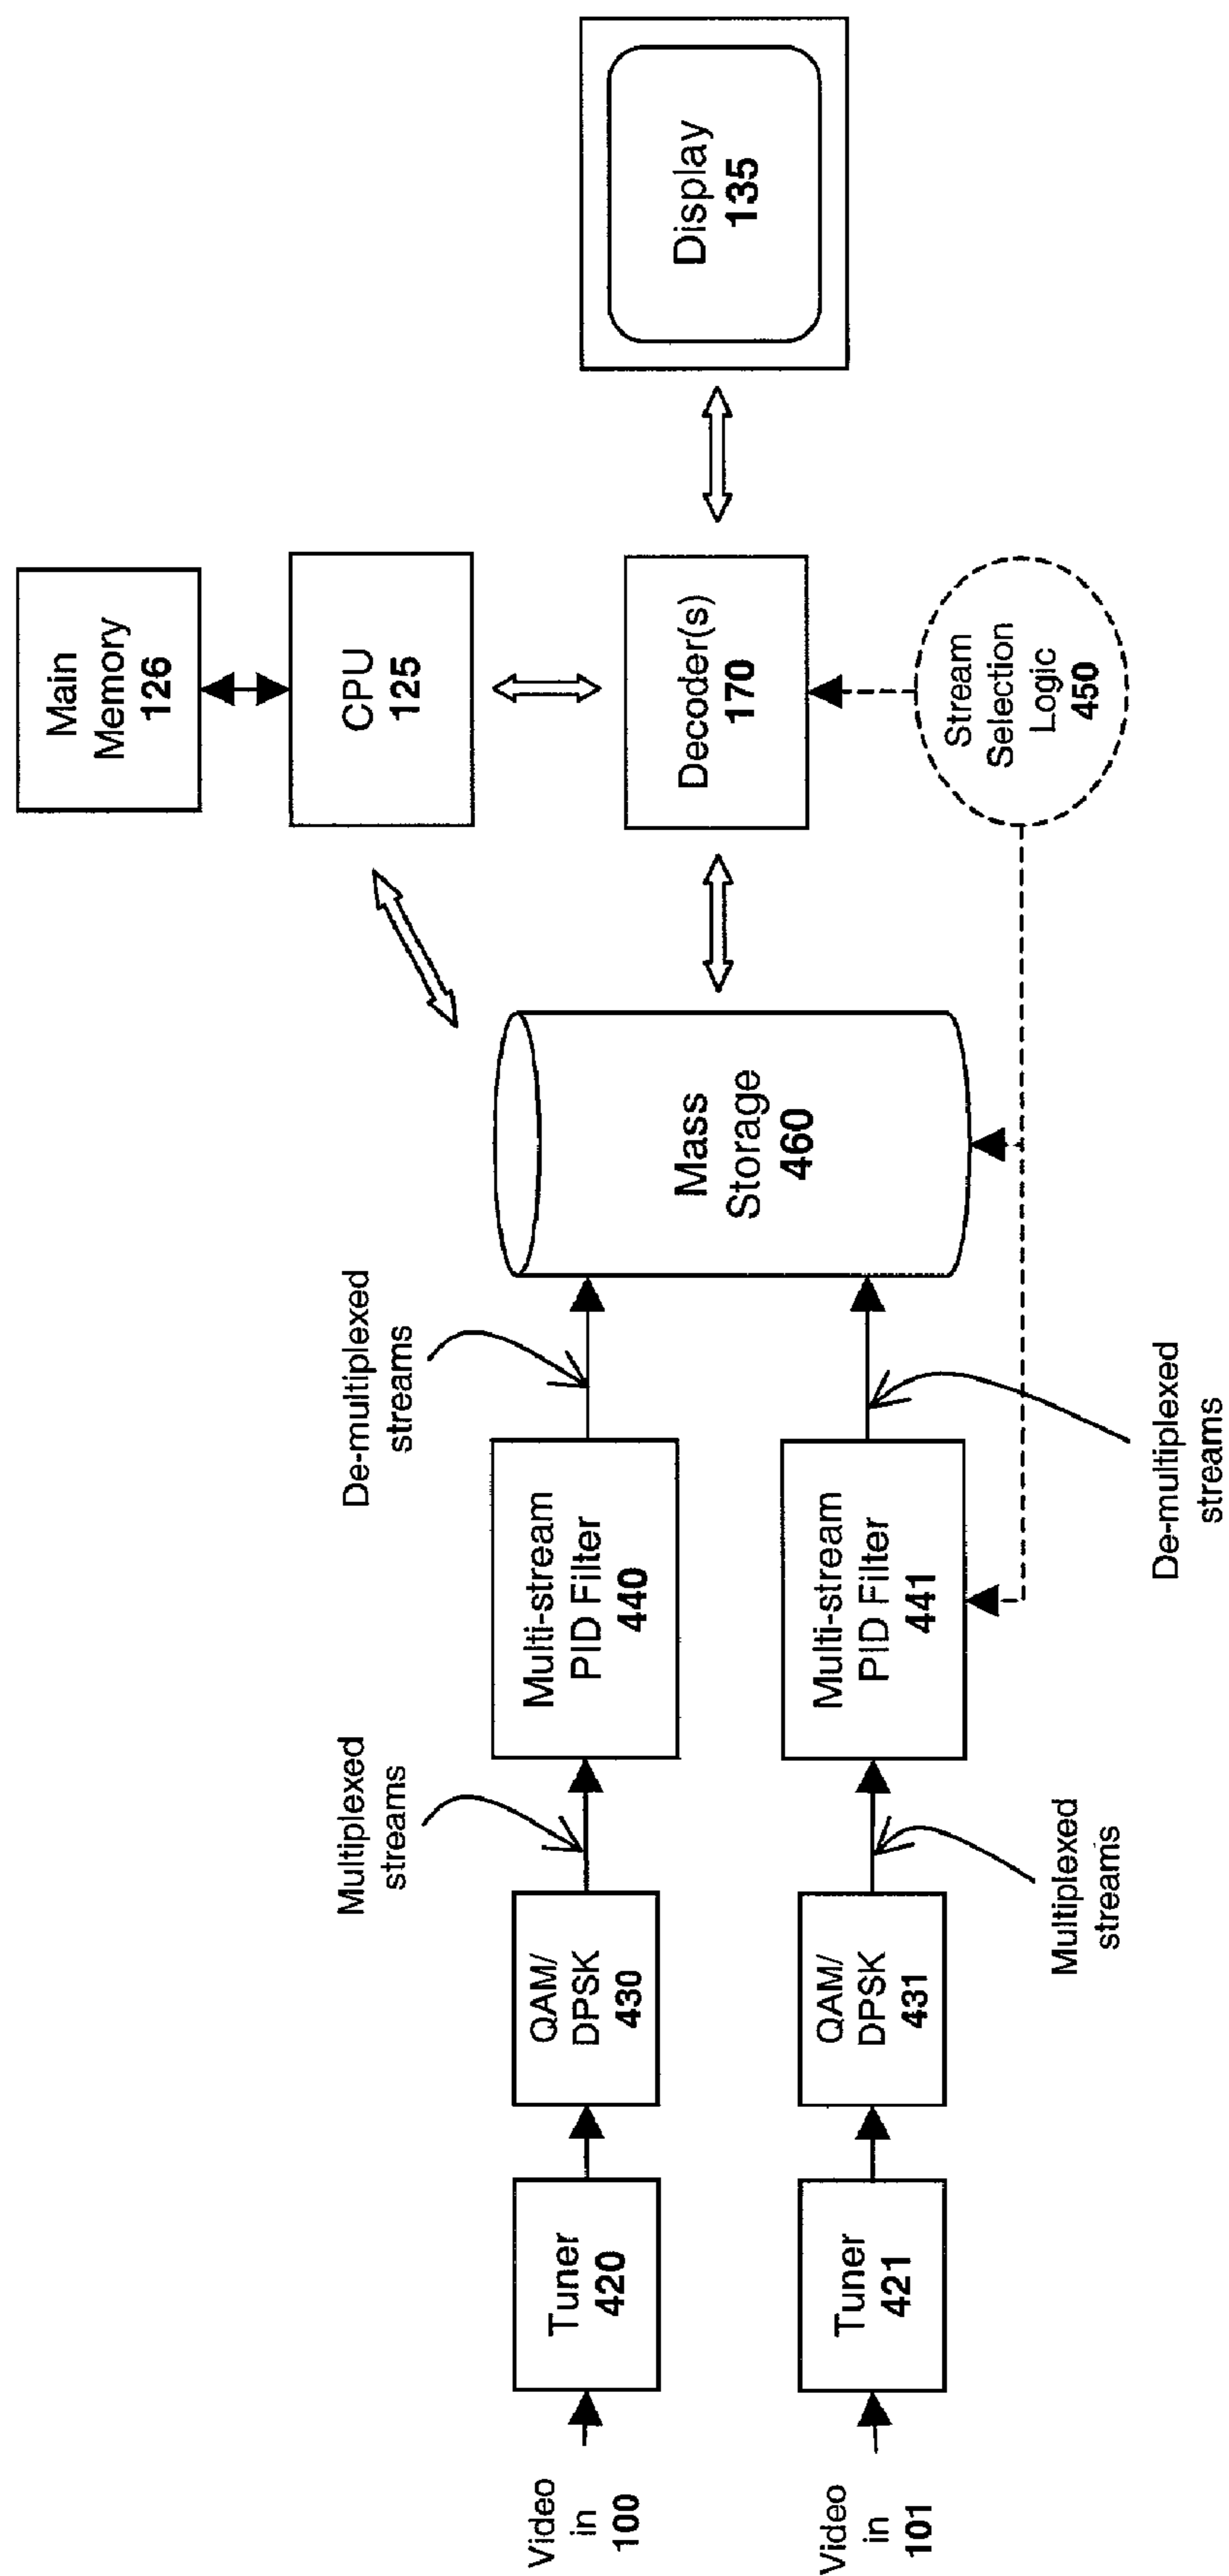 Video
in
100
Tuner
420
QAM/
DPSK
430
Multiplexed
streams
Multi-stream
PID Filter
440
De-multiplexed
streams
Video
in
101
Tuner
421
QAM/
DPSK
431
Multiplexed
streams
Multi-stream
PID Filter
441
De-multiplexed
streams
Mass
Storage
460
Main
Memory
126
CPU
125
Decoder(s)
170
Stream
Selection
Logic
450
Display
135